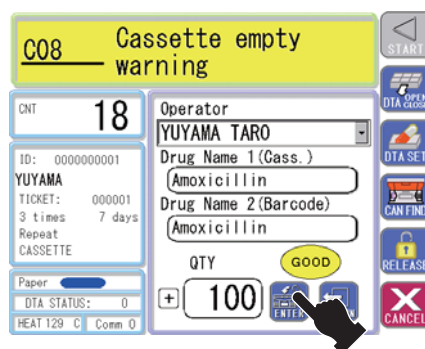 C08 Cassette empty
warning
START
CNT 18
ID: 0000000001
YUYAMA
TICKET: 000001
3 times 7 days
Repeat
CASSETTE
Paper
DTA STATUS: 0
HEAT 129 C Comm 0
Operator
YUYAMA TARO
Drug Name 1(Cass.)
Amoxicillin
Drug Name 2(Barcode)
Amoxicillin
QTY GOOD
+ 100 ENTER
DTA OPEN CLOSE
DTA SET
CAN FIND
RELEASE
CANCEL